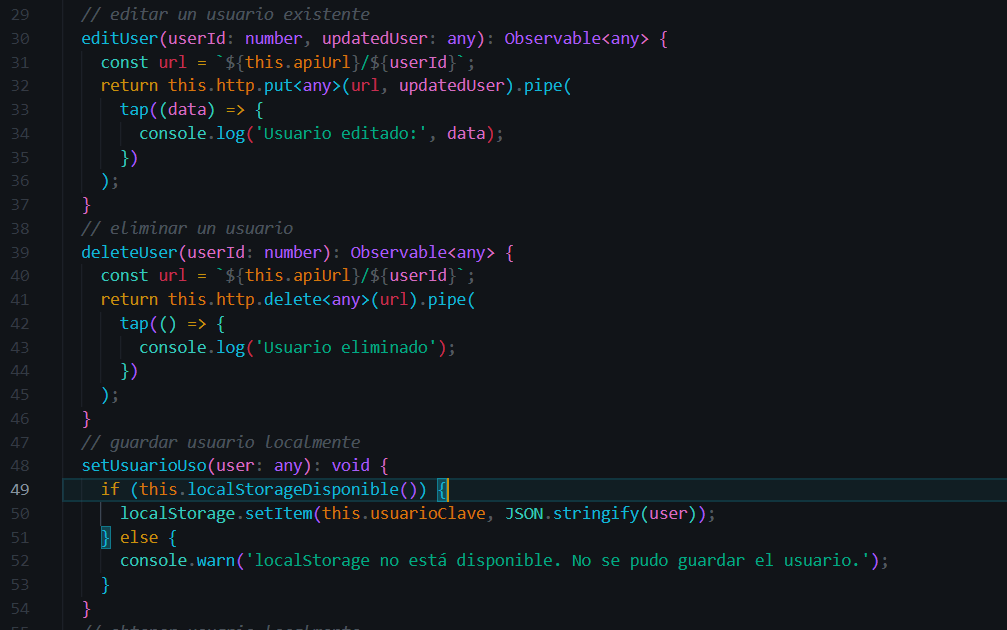 29 // editar un usuario existente
30 editUser(userId: number, updatedUser: any): Observable<any> {
31 const url = `${this.apiUrl}/${userId}`;
32 return this.http.put<any>(url, updatedUser).pipe(
33 tap((data) => {
34 console.log('Usuario editado:', data);
35 })
36 );
37 }
38 // eliminar un usuario
39 deleteUser(userId: number): Observable<any> {
40 const url = `${this.apiUrl}/${userId}`;
41 return this.http.delete<any>(url).pipe(
42 tap(() => {
43 console.log('Usuario eliminado');
44 })
45 );
46 }
47 // guardar usuario localmente
48 setUsuarioUso(user: any): void {
49 if (this.localStorageDisponible()) {
50 localStorage.setItem(this.usuarioClave, JSON.stringify(user));
51 } else {
52 console.warn('localStorage no está disponible. No se pudo guardar el usuario.');
53 }
54 }
55 // obtener usuario localmente